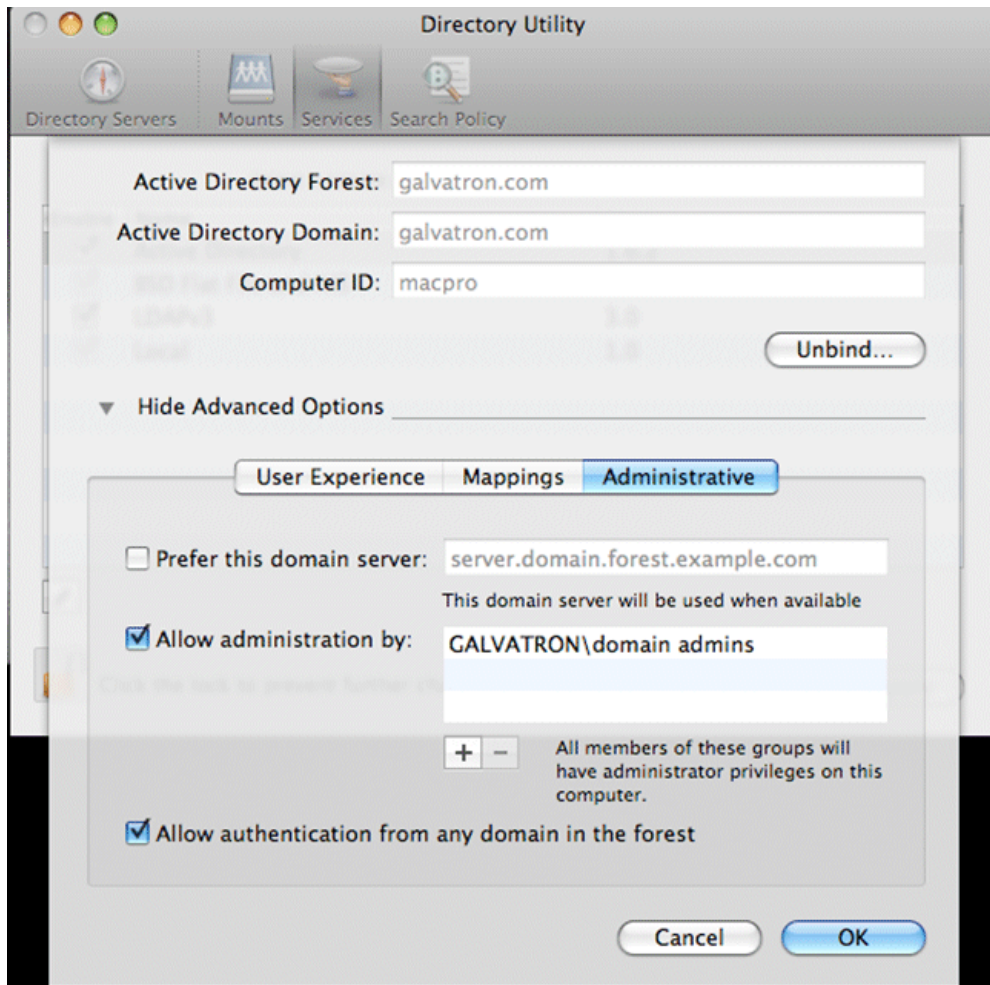 Directory Utility
Directory Servers
Mounts
Services
Search Policy
Active Directory Forest: galvatron.com
Active Directory Domain: galvatron.com
Computer ID: macpro
Unbind...
Hide Advanced Options
User Experience
Mappings
Administrative
Prefer this domain server: server.domain.forest.example.com
This domain server will be used when available
Allow administration by: GALVATRON\domain admins
+ −
All members of these groups will
have administrator privileges on this
computer.
Allow authentication from any domain in the forest
Cancel
OK